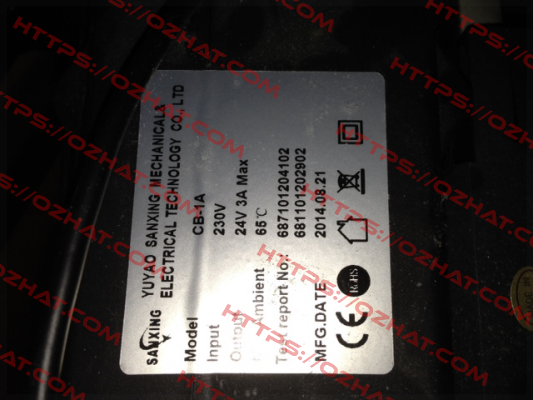 SANXING
YUYAO SANXING MECHANICAL&
ELECTRICAL TECHNOLOGY CO., LTD
Model CB-1A
Input 230V
Output 24V 3A Max
Ambient 65℃
Test report No.: 687101204102
681101202902
MFG.DATE: 2014.08.21
CE RoHS
HTTPS://OZHAT.COM